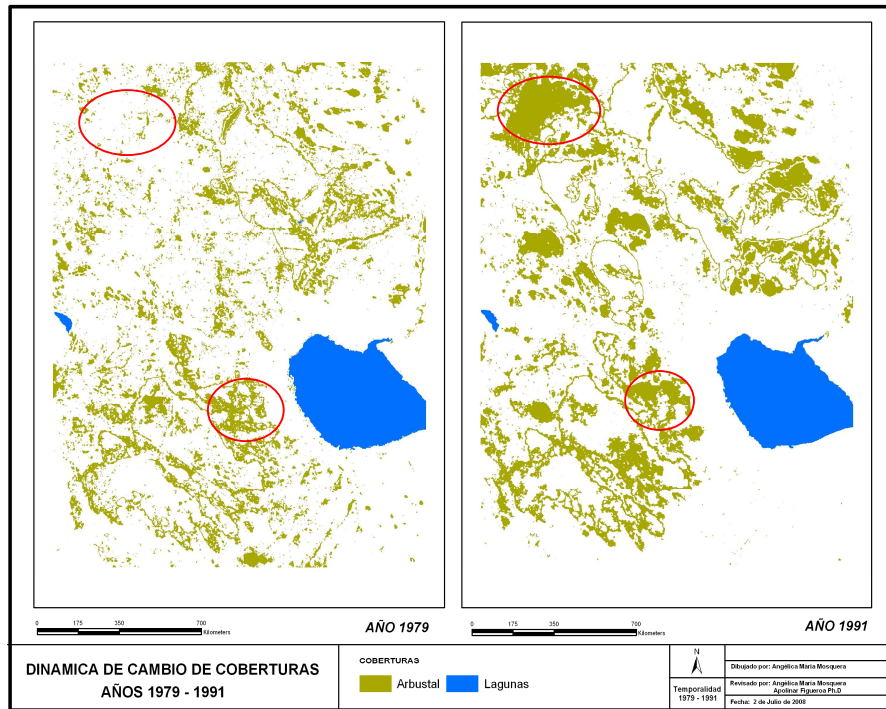 0 175 350 700
Kilometers
AÑO 1979
0 175 350 700
Kilometers
AÑO 1991
DINAMICA DE CAMBIO DE COBERTURAS
AÑOS 1979 - 1991
COBERTURAS
Arbustal
Lagunas
N
Temporalidad
1979 - 1991
Dibujado por: Angélica María Mosquera
Revisado por: Angélica María Mosquera
Apolinar Figueroa Ph.D
Fecha: 2 de Julio de 2008